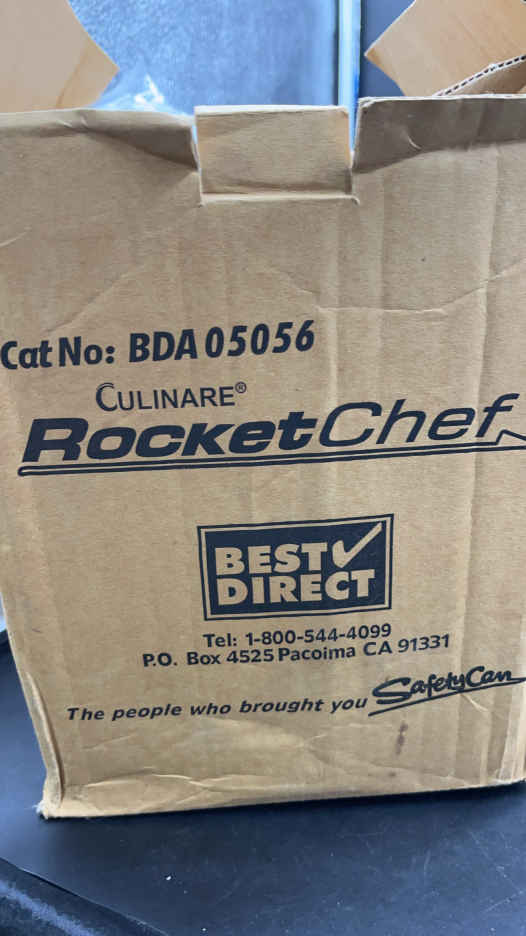 Cat No: BDA 05056
CULINARE®
RocketChef
BEST
DIRECT
Tel: 1-800-544-4099
P.O. Box 4525 Pacoima CA 91331
The people who brought you SafetyCan